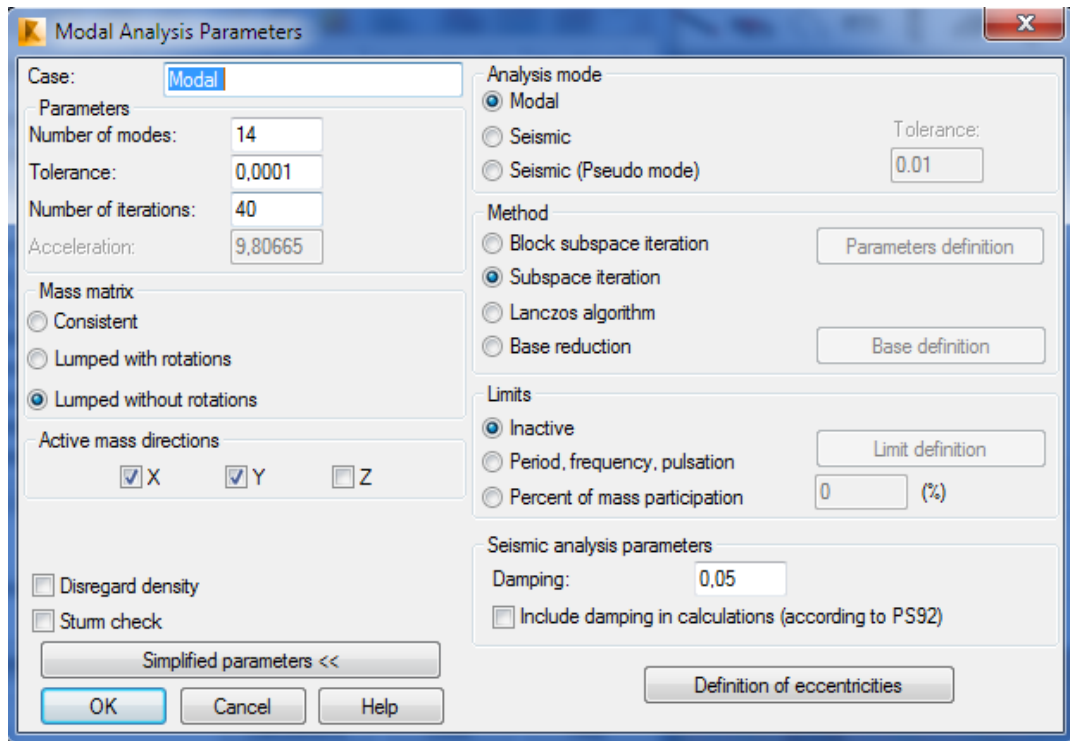 Modal Analysis Parameters
X
Case: Modal
Parameters
Number of modes: 14
Tolerance: 0,0001
Number of iterations: 40
Acceleration: 9,80665
Mass matrix
Consistent
Lumped with rotations
Lumped without rotations
Active mass directions
X Y Z
Disregard density
Sturm check
Simplified parameters <<
OK Cancel Help
Analysis mode
Modal
Seismic
Tolerance:
Seismic (Pseudo mode) 0.01
Method
Block subspace iteration Parameters definition
Subspace iteration
Lanczos algorithm
Base reduction Base definition
Limits
Inactive
Limit definition
Period, frequency, pulsation
Percent of mass participation 0 (%)
Seismic analysis parameters
Damping: 0,05
Include damping in calculations (according to PS92)
Definition of eccentricities